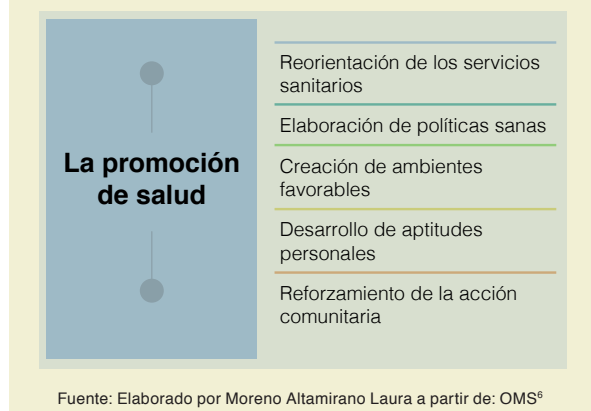 La promoción
de salud
Reorientación de los servicios
sanitarios
Elaboración de políticas sanas
Creación de ambientes
favorables
Desarrollo de aptitudes
personales
Reforzamiento de la acción
comunitaria
Fuente: Elaborado por Moreno Altamirano Laura a partir de: OMS⁶